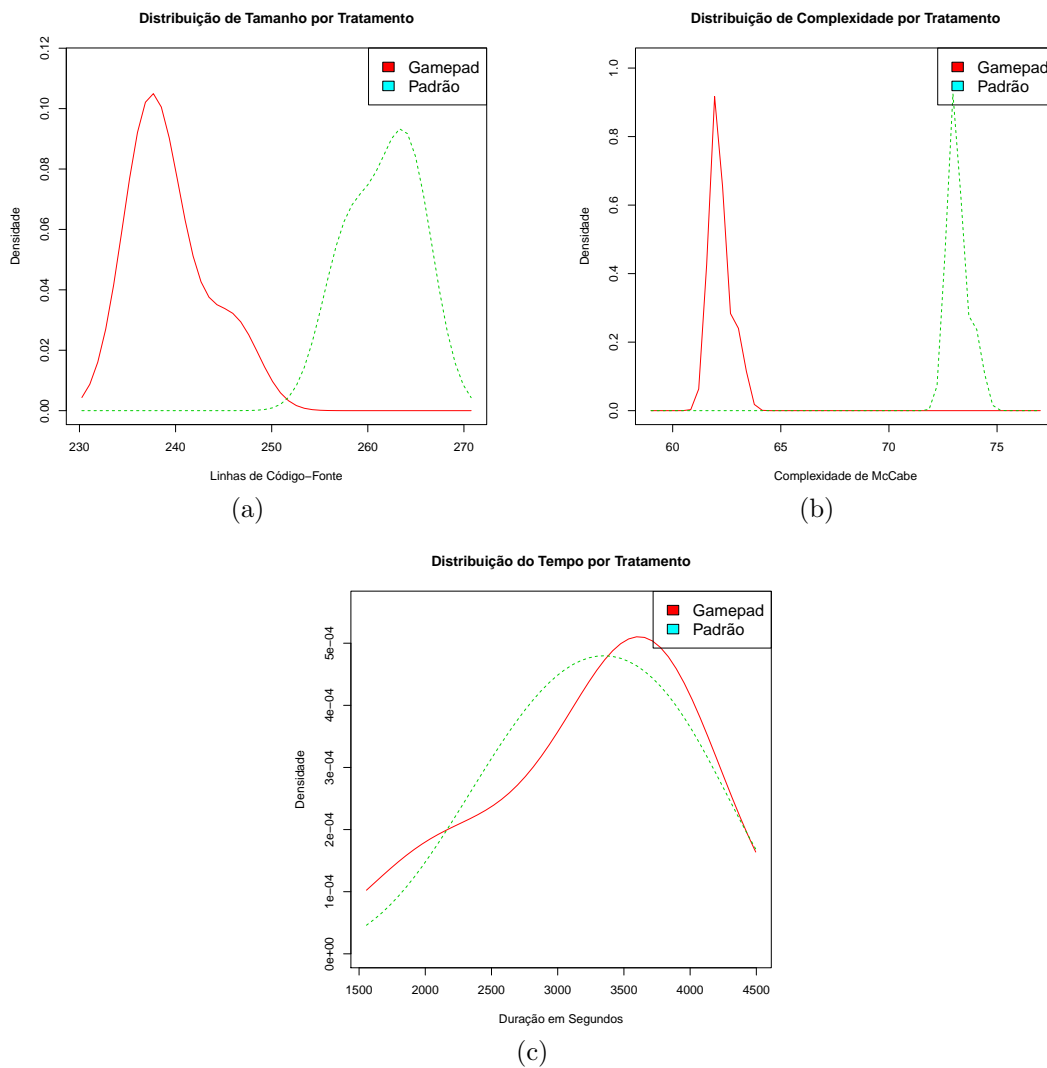 Distribuição de Tamanho por Tratamento
Gamepad
Padrão
Densidade
0.00 0.02 0.04 0.06 0.08 0.10 0.12
230 240 250 260 270
Linhas de Código−Fonte
(a)
Distribuição de Complexidade por Tratamento
Gamepad
Padrão
Densidade
0.0 0.2 0.4 0.6 0.8 1.0
60 65 70 75
Complexidade de McCabe
(b)
Distribuição do Tempo por Tratamento
Gamepad
Padrão
Densidade
0e+00 1e−04 2e−04 3e−04 4e−04 5e−04
1500 2000 2500 3000 3500 4000 4500
Duração em Segundos
(c)